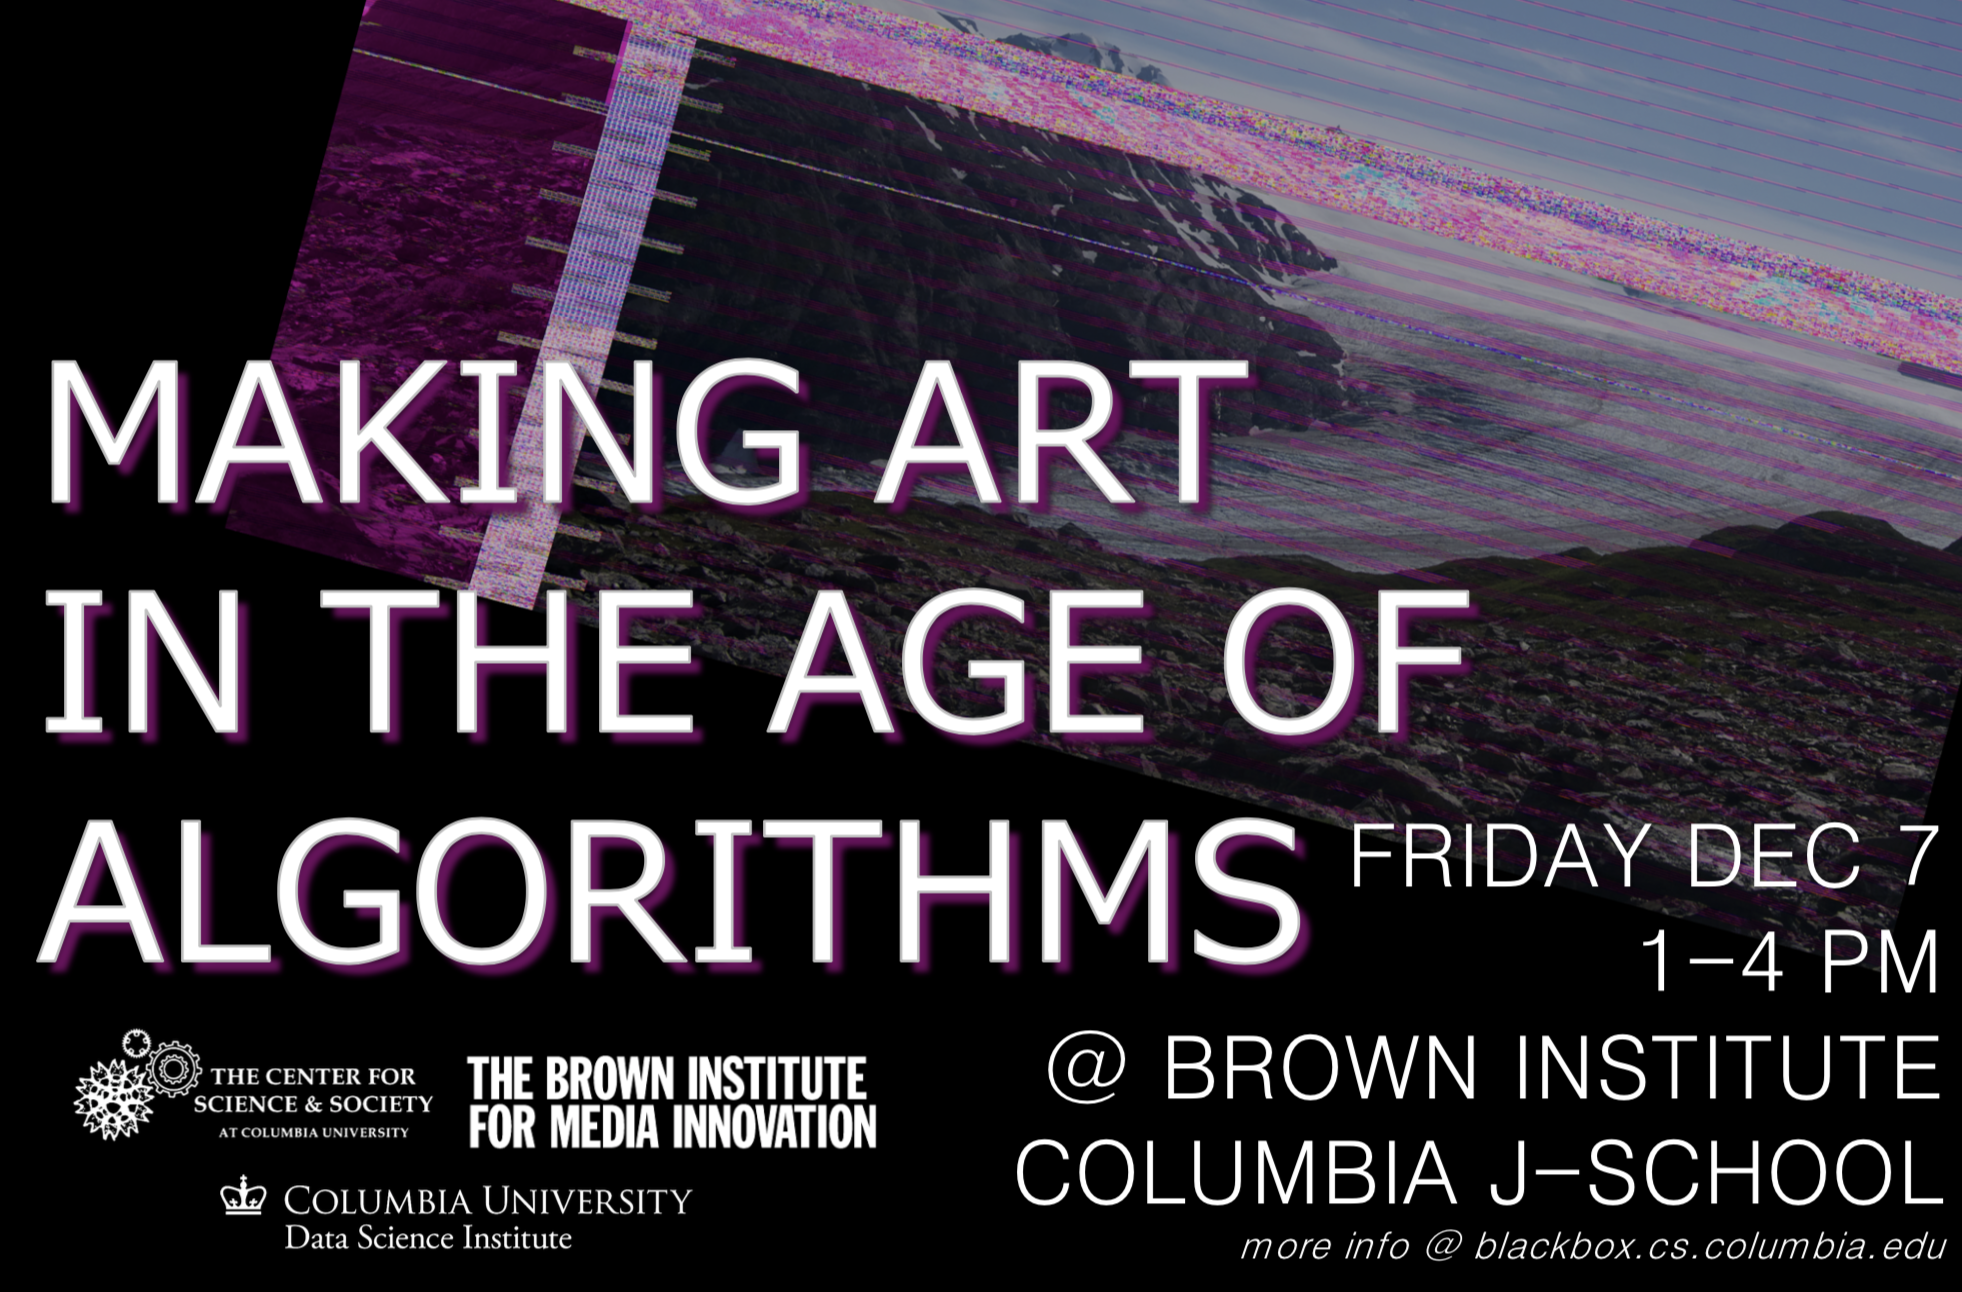 MAKING ART
IN THE AGE OF
ALGORITHMS
FRIDAY DEC 7
1-4 PM
@ BROWN INSTITUTE
COLUMBIA J-SCHOOL
more info @ blackbox.cs.columbia.edu
THE CENTER FOR
SCIENCE & SOCIETY
AT COLUMBIA UNIVERSITY
THE BROWN INSTITUTE
FOR MEDIA INNOVATION
COLUMBIA UNIVERSITY
Data Science Institute